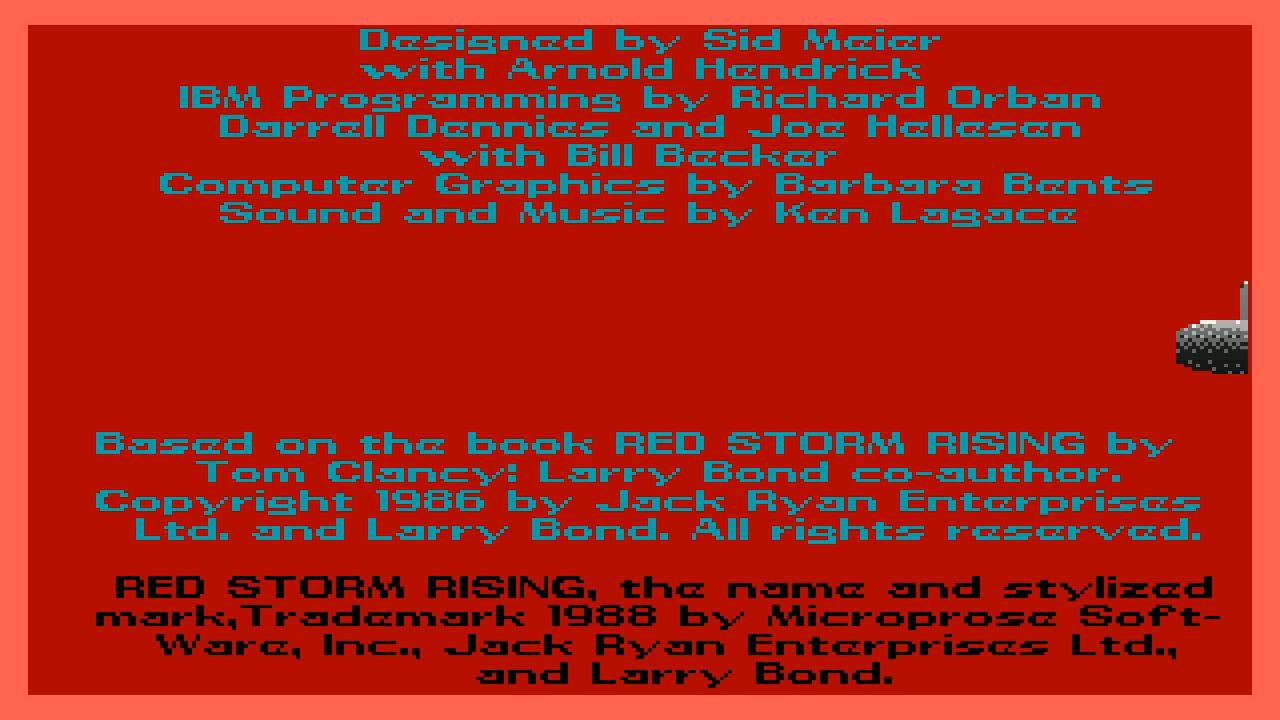 Designed by Sid Meier
with Arnold Hendrick
IBM Programming by Richard Orban
Darrell Dennies and Joe Hellesen
with Bill Becker
Computer Graphics by Barbara Bents
Sound and Music by Ken Lagace
Based on the book RED STORM RISING by
Tom Clancy: Larry Bond co-author.
Copyright 1986 by Jack Ryan Enterprises
Ltd. and Larry Bond. All rights reserved.
RED STORM RISING, the name and stylized
mark,Trademark 1988 by Microprose Soft-
Ware, Inc., Jack Ryan Enterprises Ltd.,
and Larry Bond.